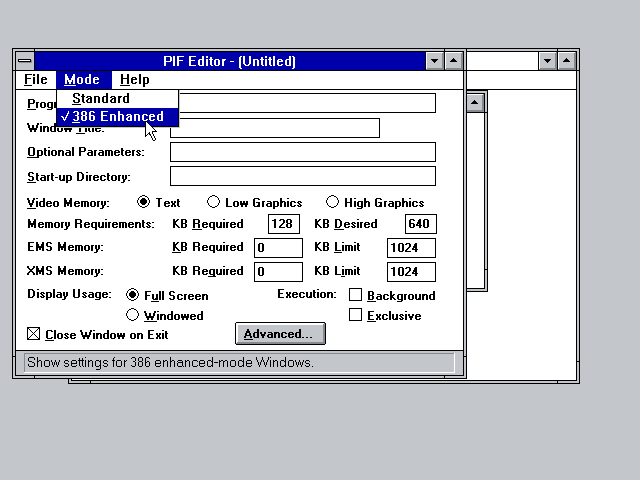 PIF Editor - (Untitled)
File Mode Help
Standard
✓386 Enhanced
Window Title:
Optional Parameters:
Start-up Directory:
Video Memory: Text Low Graphics High Graphics
Memory Requirements: KB Required 128 KB Desired 640
EMS Memory: KB Required 0 KB Limit 1024
XMS Memory: KB Required 0 KB Limit 1024
Display Usage: Full Screen Execution: Background
Windowed Exclusive
Close Window on Exit Advanced...
Show settings for 386 enhanced-mode Windows.